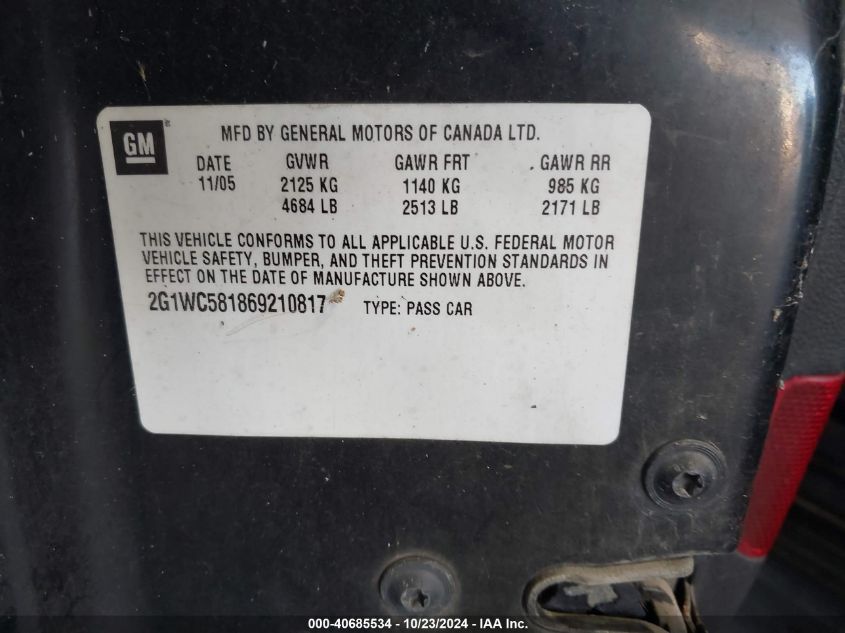 GM
MFD BY GENERAL MOTORS OF CANADA LTD.
DATE GVWR GAWR FRT GAWR RR
11/05 2125 KG 1140 KG 985 KG
4684 LB 2513 LB 2171 LB
THIS VEHICLE CONFORMS TO ALL APPLICABLE U.S. FEDERAL MOTOR
VEHICLE SAFETY, BUMPER, AND THEFT PREVENTION STANDARDS IN
EFFECT ON THE DATE OF MANUFACTURE SHOWN ABOVE.
2G1WC581869210817 TYPE: PASS CAR
000-40685534 - 10/23/2024 - IAA Inc.